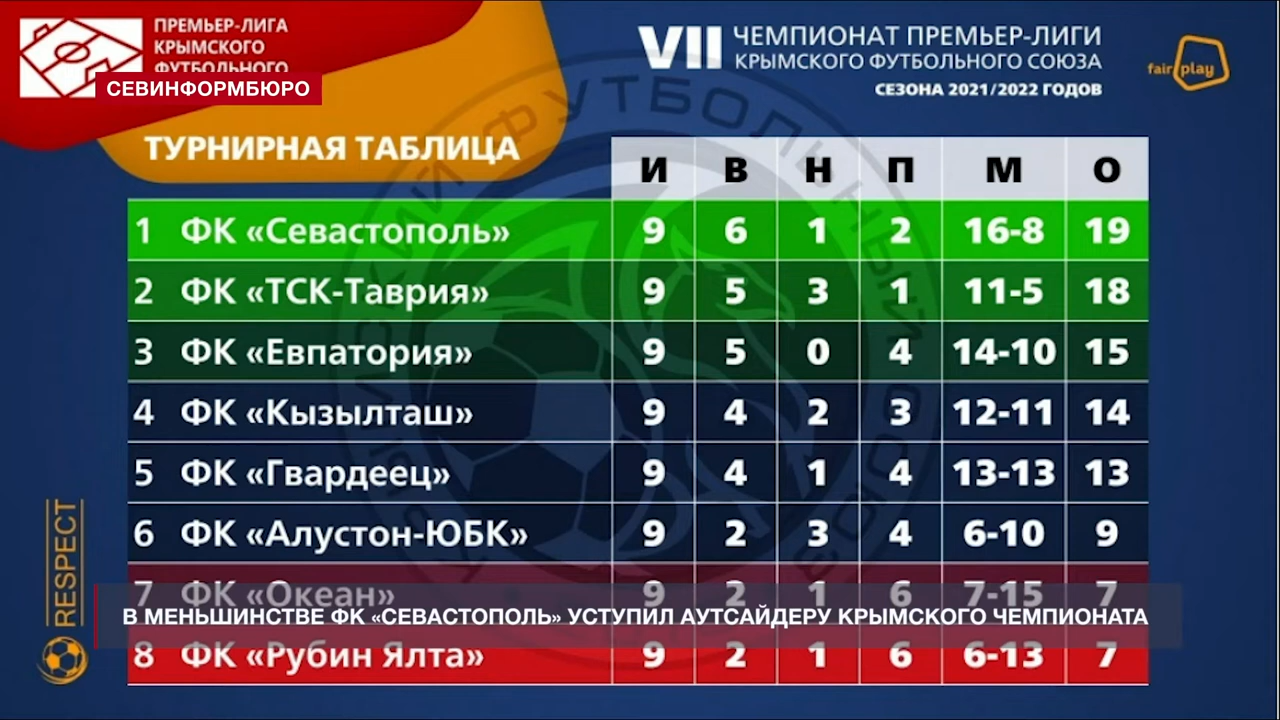 ПРЕМЬЕР-ЛИГА
КРЫМСКОГО
ФУТБОЛЬНОГО
СЕВИНФОРМБЮРО
VII ЧЕМПИОНАТ ПРЕМЬЕР-ЛИГИ
КРЫМСКОГО ФУТБОЛЬНОГО СОЮЗА
СЕЗОНА 2021/2022 ГОДОВ
fair play
ТУРНИРНАЯ ТАБЛИЦА
И В Н П М О
1 ФК «Севастополь» 9 6 1 2 16-8 19
2 ФК «ТСК-Таврия» 9 5 3 1 11-5 18
3 ФК «Евпатория» 9 5 0 4 14-10 15
4 ФК «Кызылташ» 9 4 2 3 12-11 14
5 ФК «Гвардеец» 9 4 1 4 13-13 13
6 ФК «Алустон-ЮБК» 9 2 3 4 6-10 9
7 ФК «Океан» 9 2 1 6 7-15 7
В МЕНЬШИНСТВЕ ФК «СЕВАСТОПОЛЬ» УСТУПИЛ АУТСАЙДЕРУ КРЫМСКОГО ЧЕМПИОНАТА
8 ФК «Рубин Ялта» 9 2 1 6 6-13 7
RESPECT